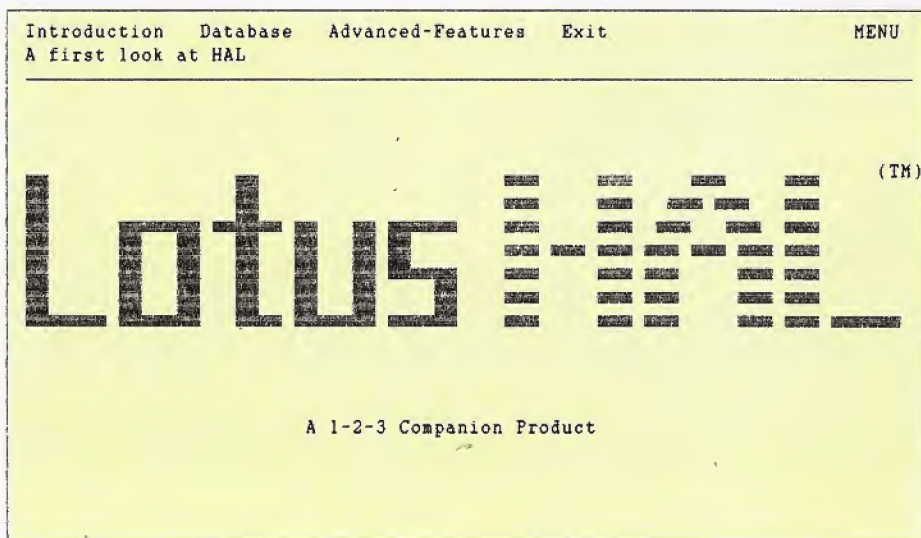 Introduction Database Advanced-Features Exit MENU
A first look at HAL
Lotus HAL (TM)
A 1-2-3 Companion Product